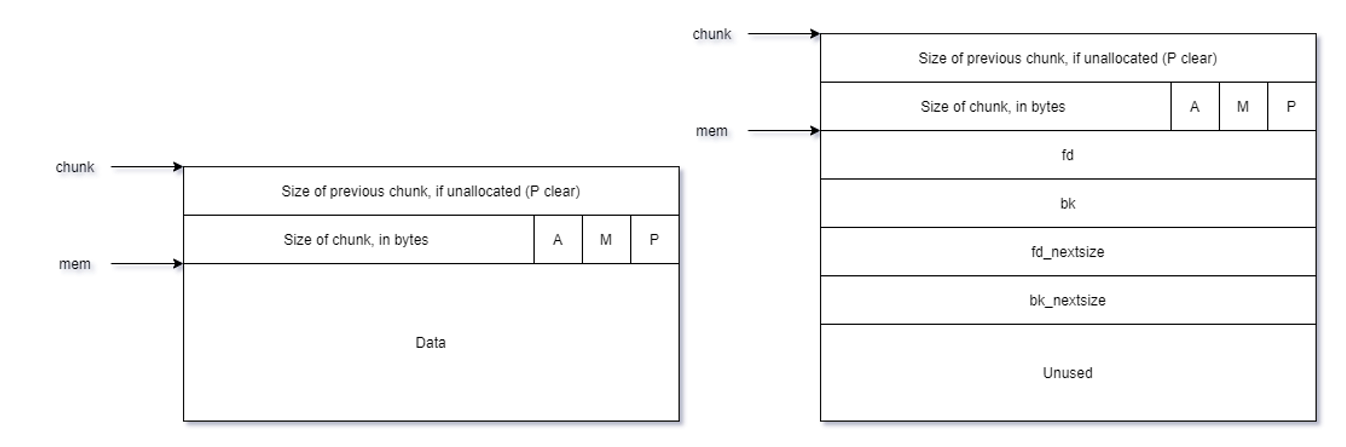 chunk
Size of previous chunk, if unallocated (P clear)
Size of chunk, in bytes A M P
mem
Data
chunk
Size of previous chunk, if unallocated (P clear)
Size of chunk, in bytes A M P
mem
fd
bk
fd_nextsize
bk_nextsize
Unused